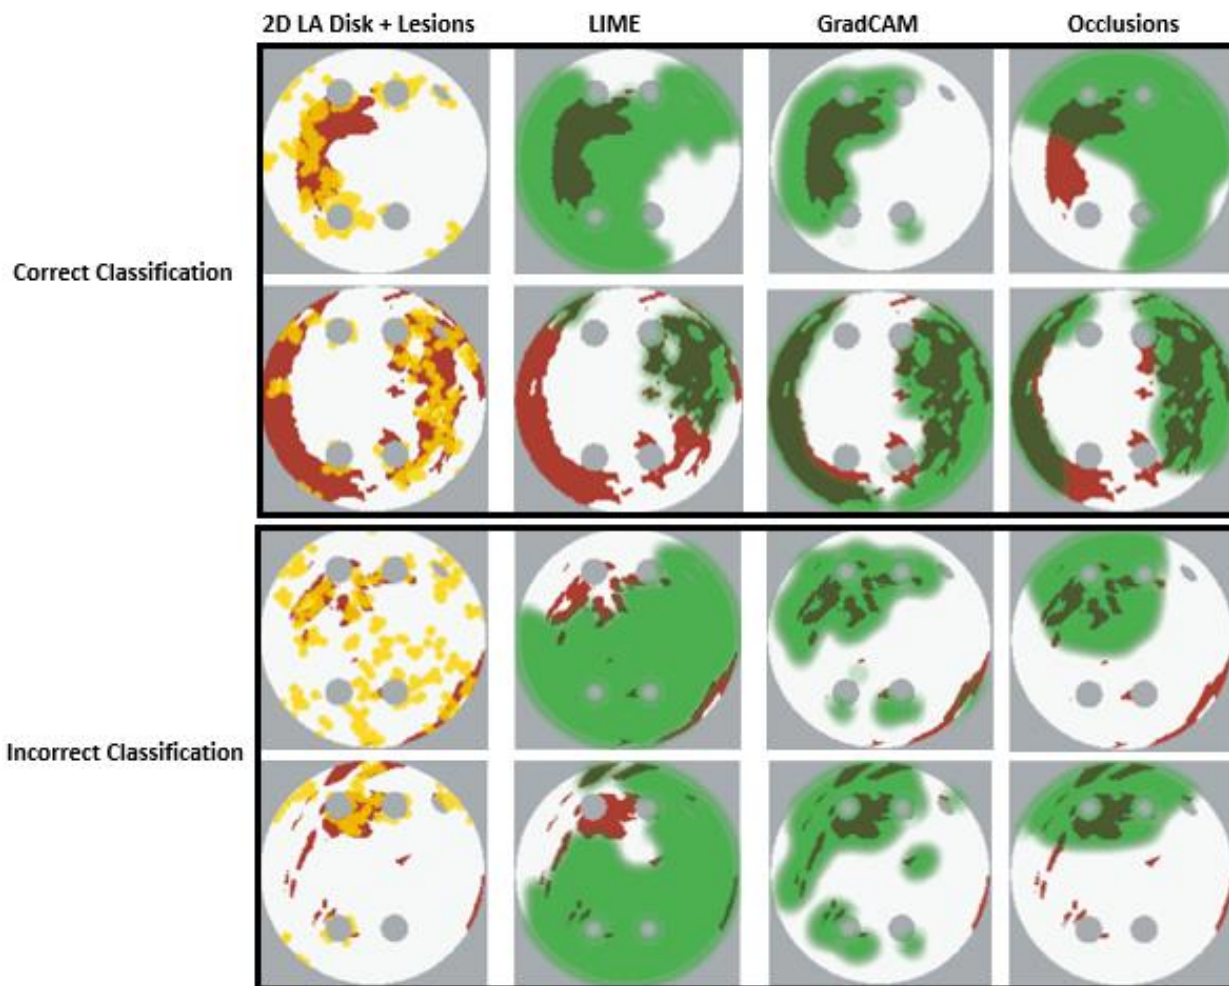 2D LA Disk + Lesions LIME GradCAM Occlusions
Correct Classification
Incorrect Classification